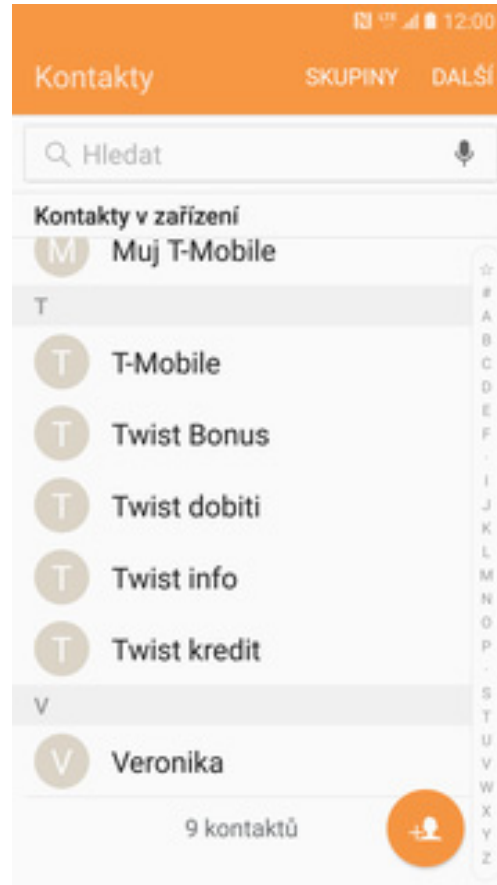 LTE 12:00
Kontakty SKUPINY DALŠÍ
Hledat
Kontakty v zařízení
M Muj T-Mobile
T
T T-Mobile
T Twist Bonus
T Twist dobiti
T Twist info
T Twist kredit
V
V Veronika
9 kontaktů
#
A
B
C
D
E
F
I
J
K
L
M
N
O
P
S
T
U
V
W
X
Y
Z